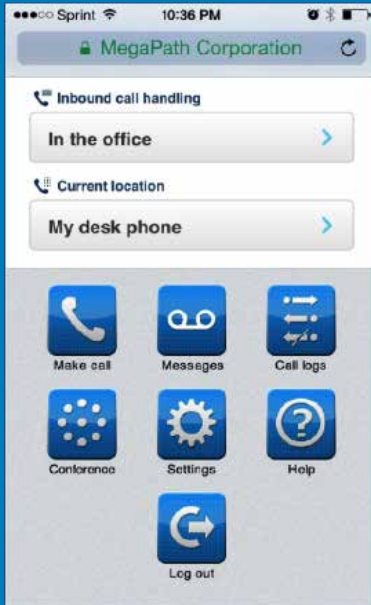 Sprint 10:36 PM
MegaPath Corporation
Inbound call handling
In the office
Current location
My desk phone
Make call Messages Call logs
Conference Settings Help
Log out